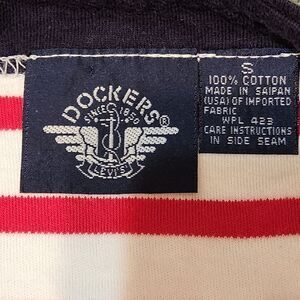 DOCKERS®
SINCE 1850
LEVI'S
S
100% COTTON
MADE IN SAIPAN
(USA) OF IMPORTED
FABRIC
WPL 423
CARE INSTRUCTIONS
IN SIDE SEAM